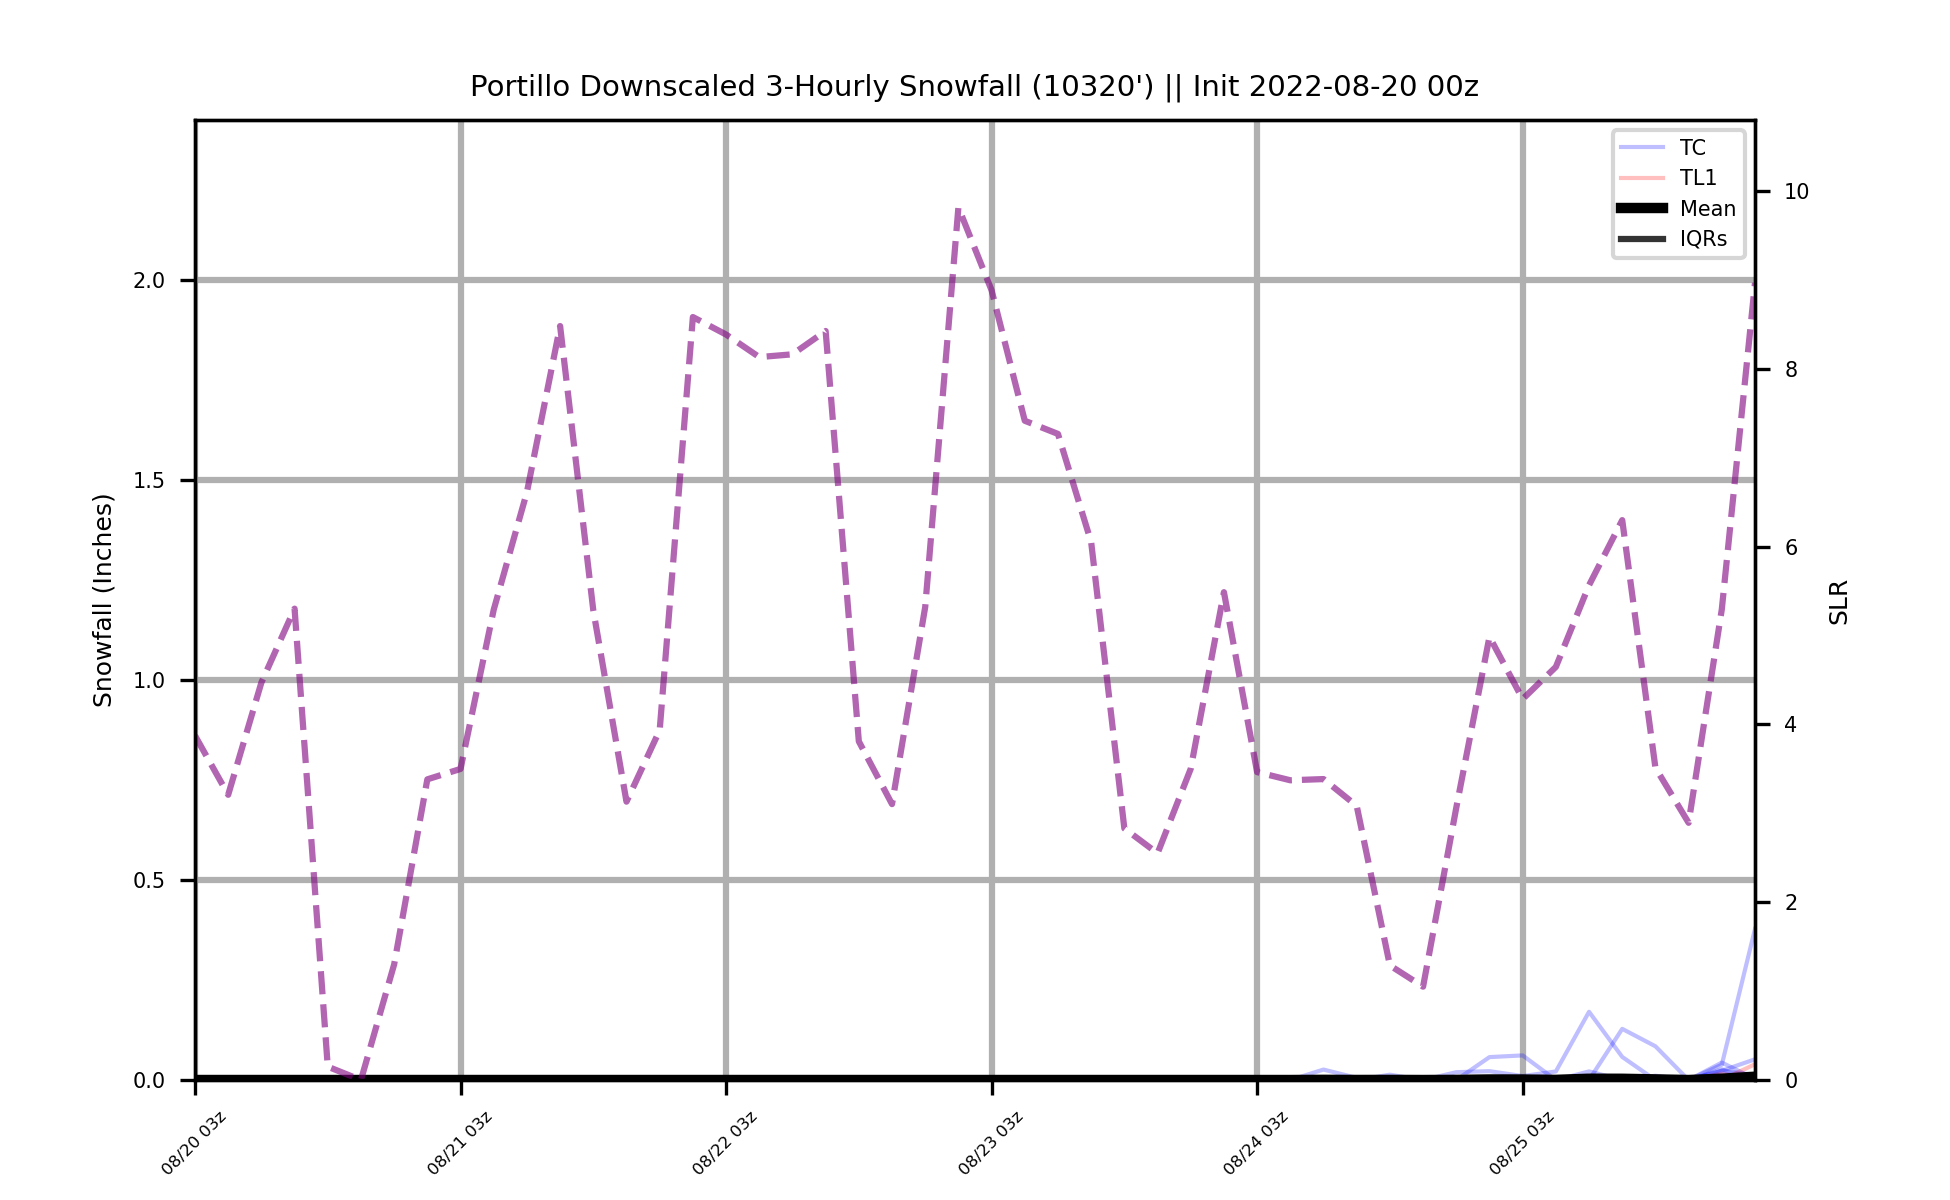 Portillo Downscaled 3-Hourly Snowfall (10320') || Init 2022-08-20 00z
TC
TL1
Mean
IQRs
Snowfall (Inches)
2.0
1.5
1.0
0.5
0.0
10
8
6
4
2
0
SLR
08/20 03z
08/21 03z
08/22 03z
08/23 03z
08/24 03z
08/25 03z